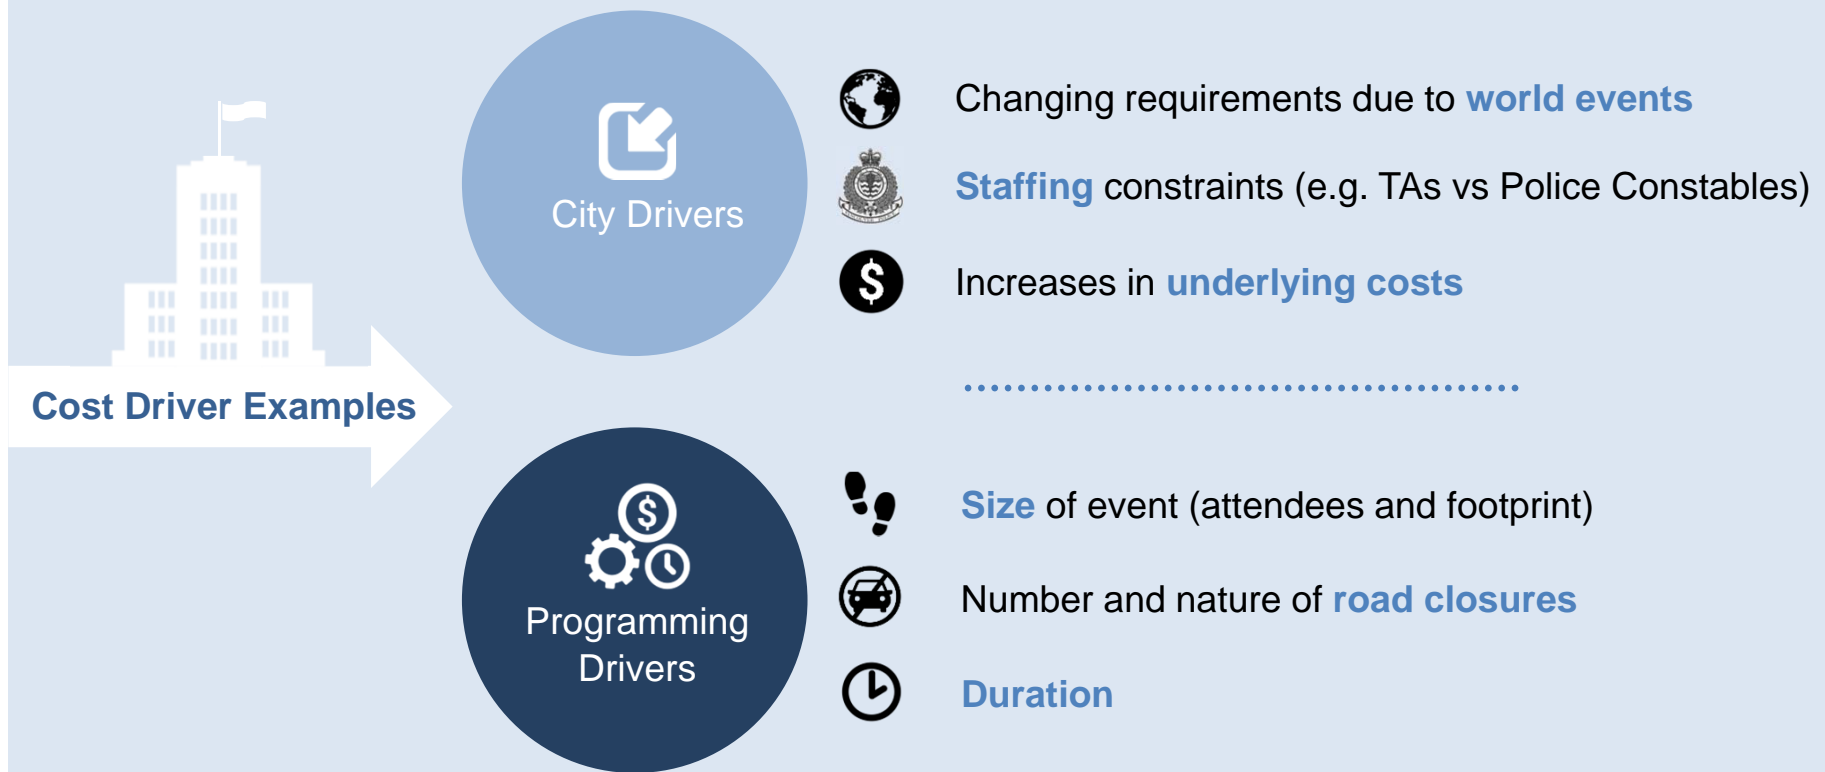 Cost Driver Examples
City Drivers
Changing requirements due to world events
Staffing constraints (e.g. TAs vs Police Constables)
Increases in underlying costs
Programming
Drivers
Size of event (attendees and footprint)
Number and nature of road closures
Duration